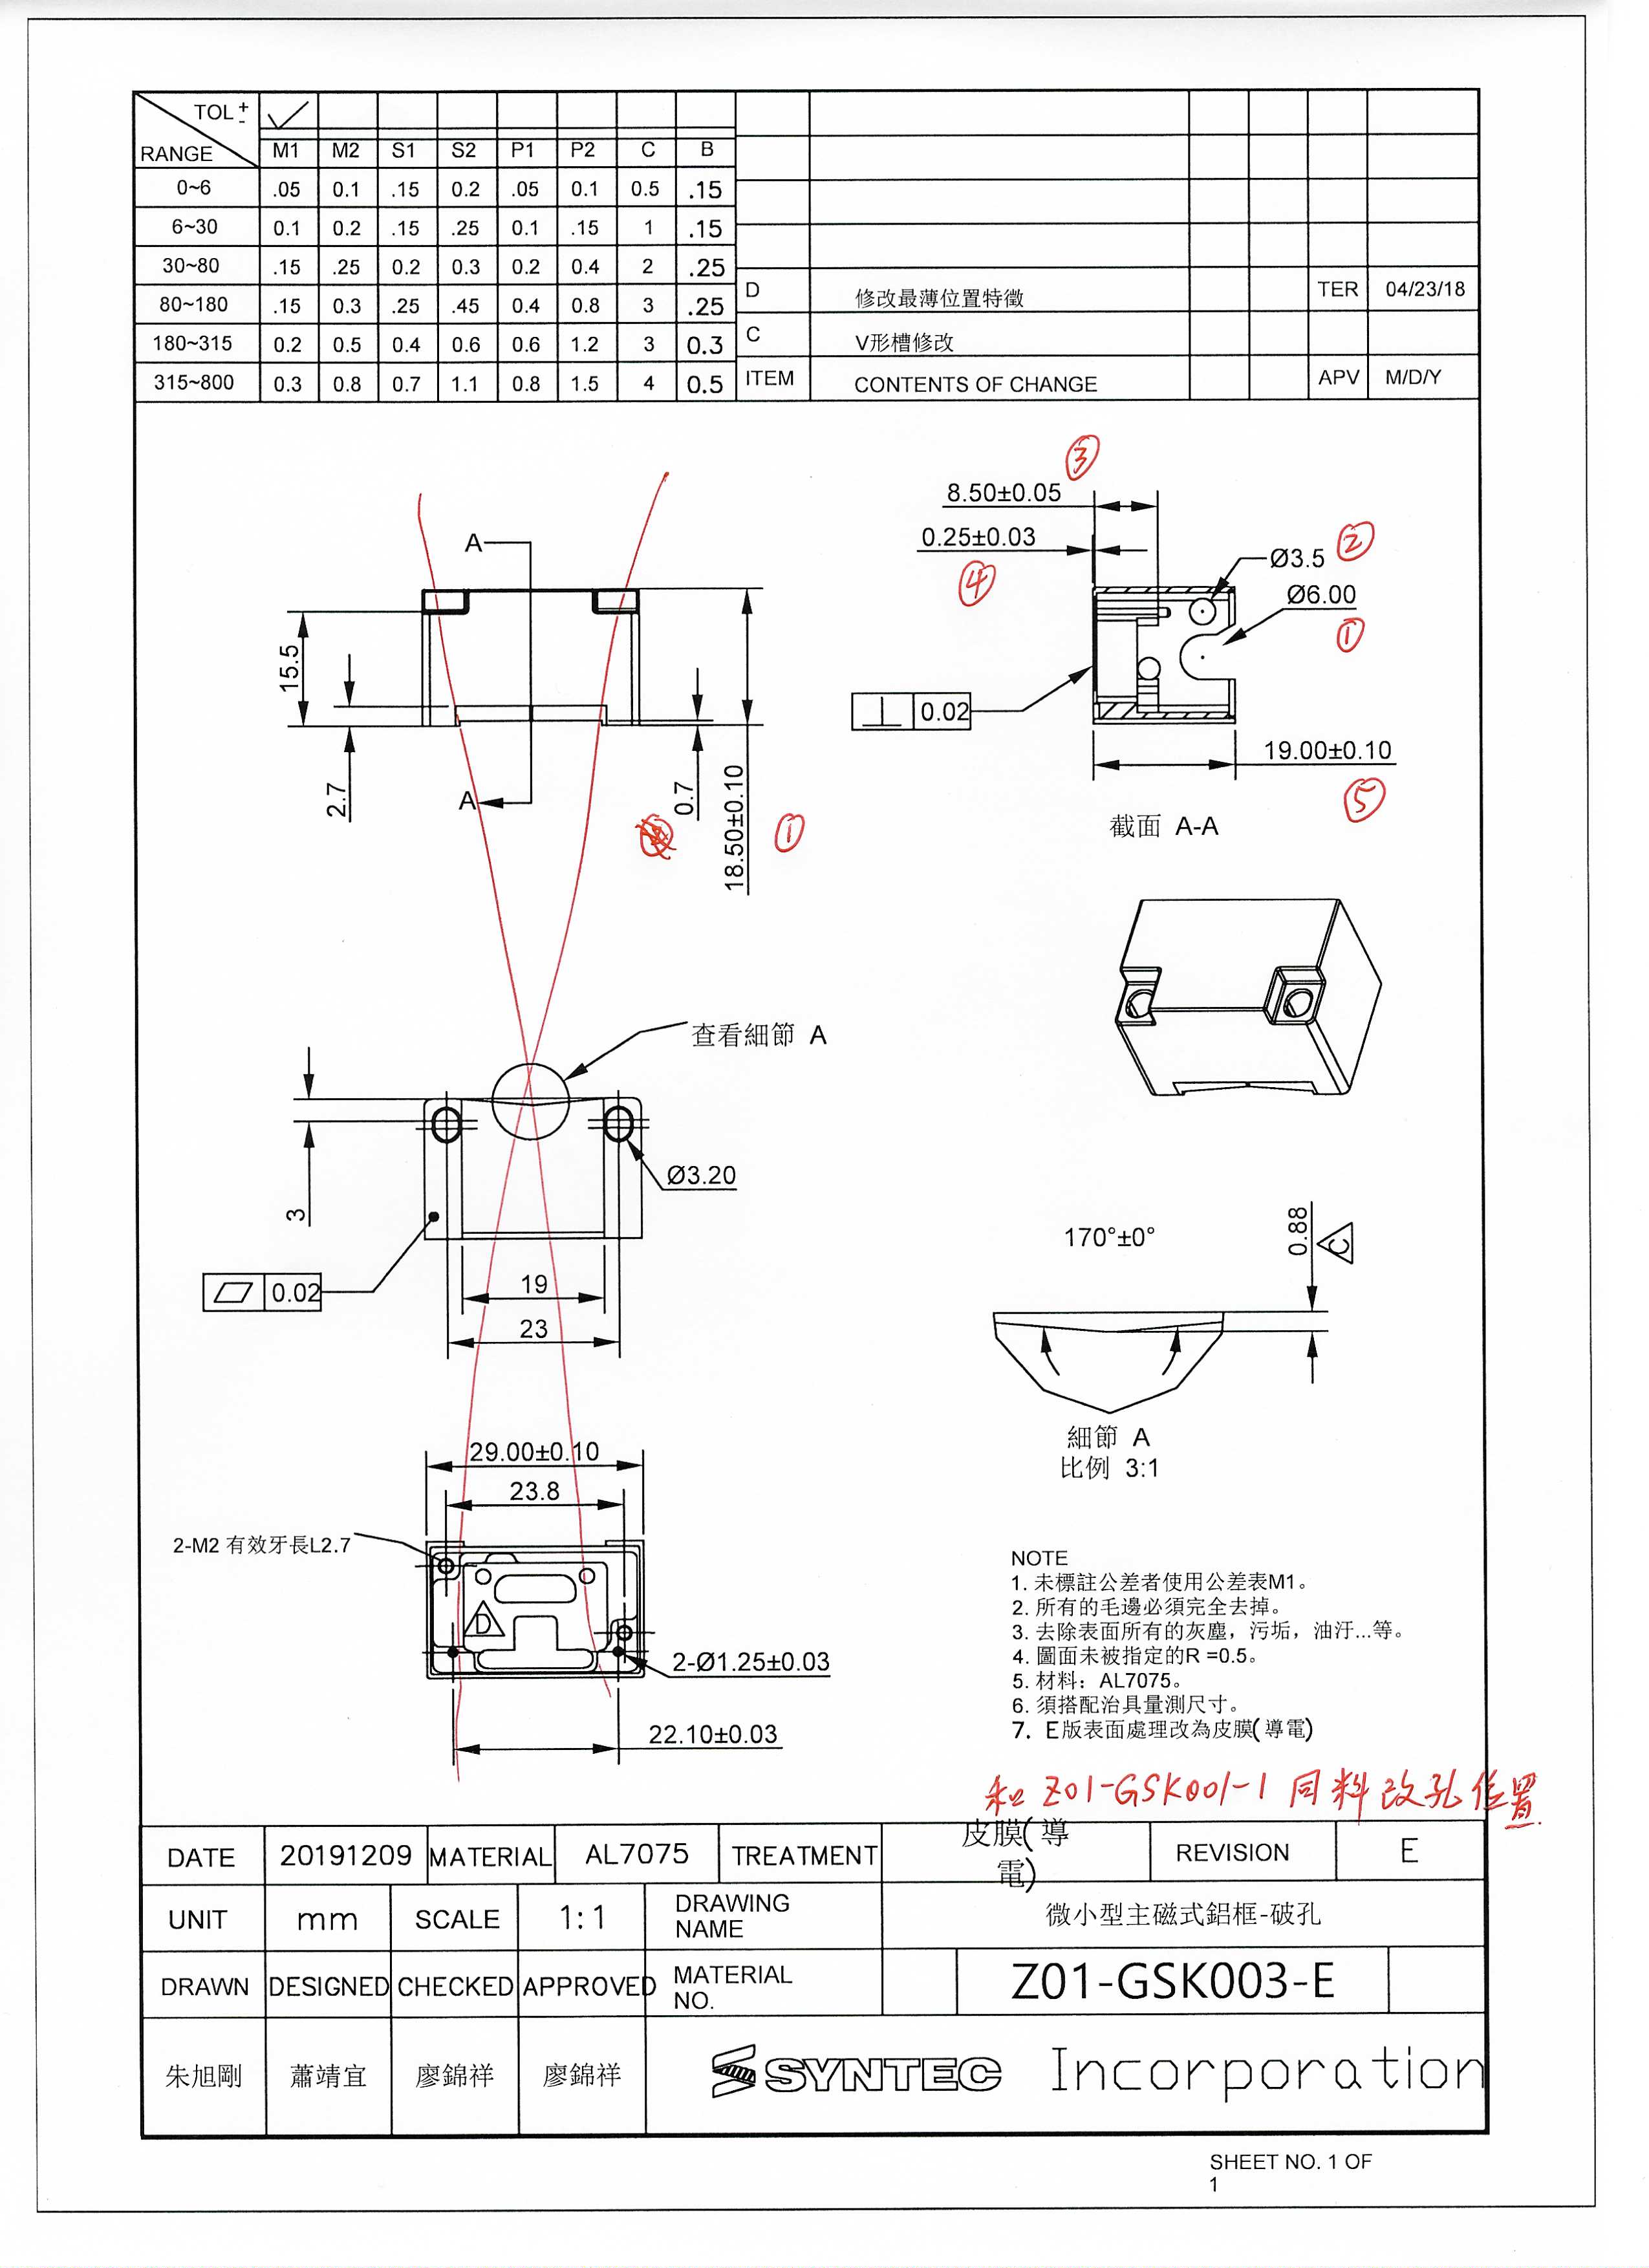 TOL + -
RANGE M1 M2 S1 S2 P1 P2 C B
0~6 .05 0.1 .15 0.2 .05 0.1 0.5 .15
6~30 0.1 0.2 .15 .25 0.1 .15 1 .15
30~80 .15 .25 0.2 0.3 0.2 0.4 2 .25
80~180 .15 0.3 .25 .45 0.4 0.8 3 .25
180~315 0.2 0.5 0.4 0.6 0.6 1.2 3 0.3
315~800 0.3 0.8 0.7 1.1 0.8 1.5 4 0.5
D 修改最薄位置特徵 TER 04/23/18
C V形槽修改
ITEM CONTENTS OF CHANGE APV M/D/Y
A
15.5
2.7
A
0.7
18.50±0.10
①
③
8.50±0.05
0.25±0.03
④
Ø3.5
②
Ø6.00
①
⊥ 0.02
19.00±0.10
⑤
截面 A-A
查看細節 A
3
Ø3.20
⏥ 0.02
19
23
170°±0°
0.88
C
細節 A
比例 3:1
29.00±0.10
23.8
2-M2 有效牙長L2.7
D
2-Ø1.25±0.03
22.10±0.03
NOTE
1. 未標註公差者使用公差表M1。
2. 所有的毛邊必須完全去掉。
3. 去除表面所有的灰塵，污垢，油汙...等。
4. 圖面未被指定的R =0.5。
5. 材料：AL7075。
6. 須搭配治具量測尺寸。
7. E版表面處理改為皮膜(導電)
和 Z01-GSK001-1 同料改孔位置.
DATE 20191209 MATERIAL AL7075 TREATMENT 皮膜(導
電) REVISION E
UNIT mm SCALE 1:1 DRAWING
NAME 微小型主磁式鋁框-破孔
DRAWN DESIGNED CHECKED APPROVED MATERIAL
NO. Z01-GSK003-E
朱旭剛 蕭靖宜 廖錦祥 廖錦祥 SYNTEC Incorporation
SHEET NO. 1 OF
1